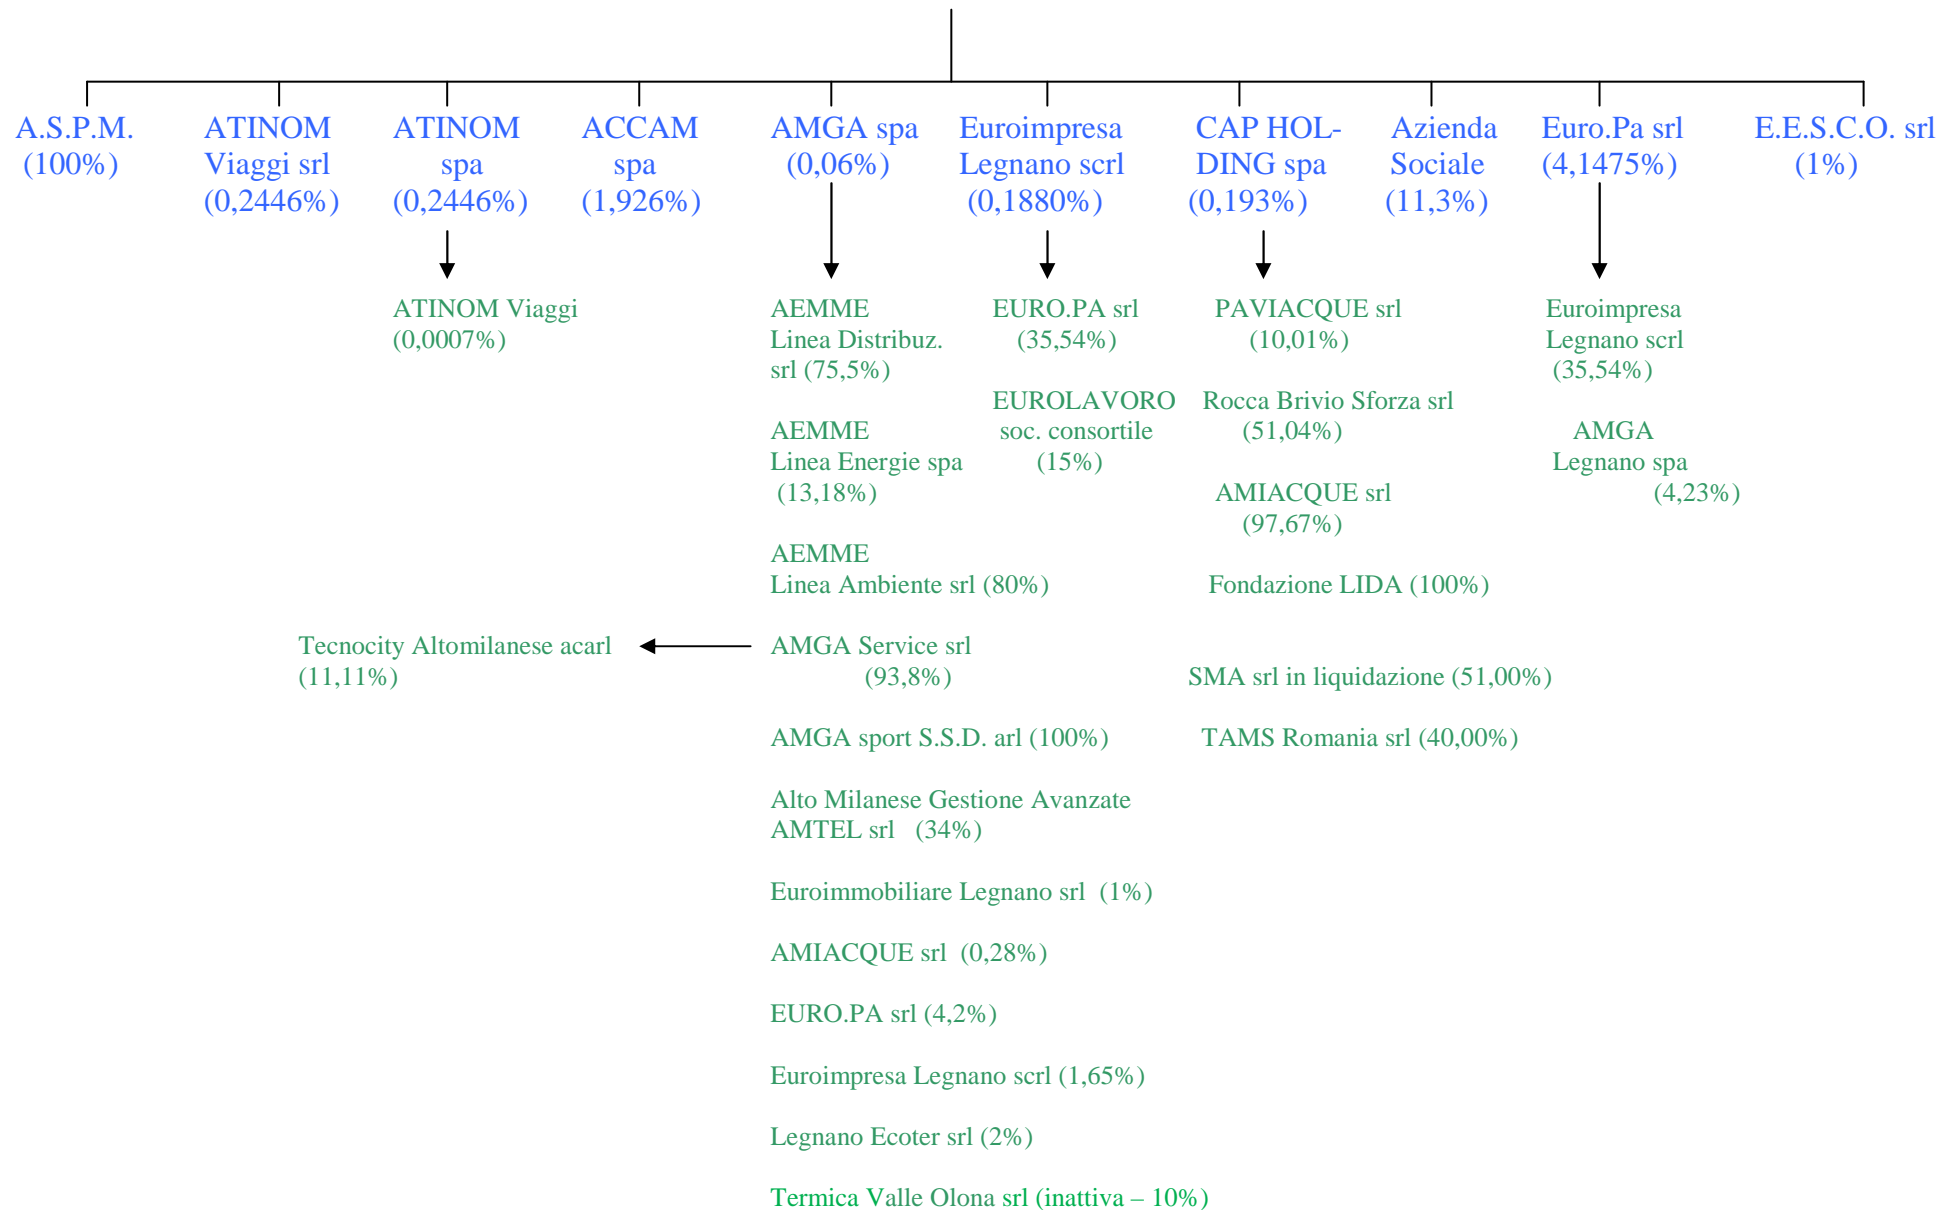 A.S.P.M.
(100%)
ATINOM
Viaggi srl
(0,2446%)
ATINOM
spa
(0,2446%)
ACCAM
spa
(1,926%)
AMGA spa
(0,06%)
Euroimpresa
Legnano scrl
(0,1880%)
CAP HOL-
DING spa
(0,193%)
Azienda
Sociale
(11,3%)
Euro.Pa srl
(4,1475%)
E.E.S.C.O. srl
(1%)
ATINOM Viaggi
(0,0007%)
AEMME
Linea Distribuz.
srl (75,5%)
AEMME
Linea Energie spa
(13,18%)
AEMME
Linea Ambiente srl (80%)
AMGA Service srl
(93,8%)
Tecnocity Altomilanese acarl
(11,11%)
AMGA sport S.S.D. arl (100%)
Alto Milanese Gestione Avanzate
AMTEL srl (34%)
Euroimmobiliare Legnano srl (1%)
AMIACQUE srl (0,28%)
EURO.PA srl (4,2%)
Euroimpresa Legnano scrl (1,65%)
Legnano Ecoter srl (2%)
Termica Valle Olona srl (inattiva – 10%)
EURO.PA srl
(35,54%)
EUROLAVORO
soc. consortile
(15%)
PAVIACQUE srl
(10,01%)
Rocca Brivio Sforza srl
(51,04%)
AMIACQUE srl
(97,67%)
Fondazione LIDA (100%)
SMA srl in liquidazione (51,00%)
TAMS Romania srl (40,00%)
Euroimpresa
Legnano scrl
(35,54%)
AMGA
Legnano spa
(4,23%)